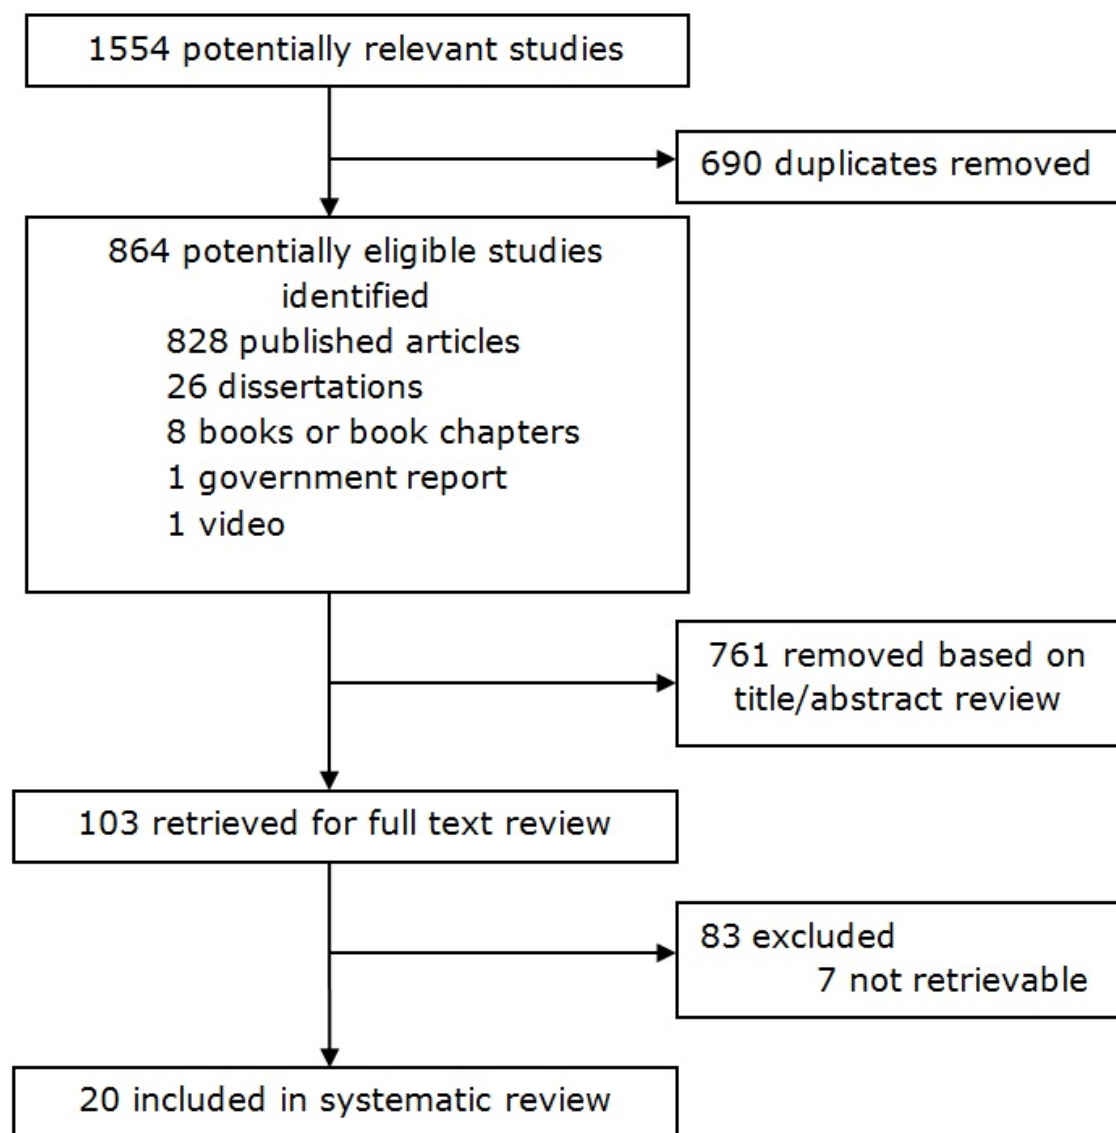 1554 potentially relevant studies
690 duplicates removed
864 potentially eligible studies
identified
828 published articles
26 dissertations
8 books or book chapters
1 government report
1 video
761 removed based on
title/abstract review
103 retrieved for full text review
83 excluded
7 not retrievable
20 included in systematic review